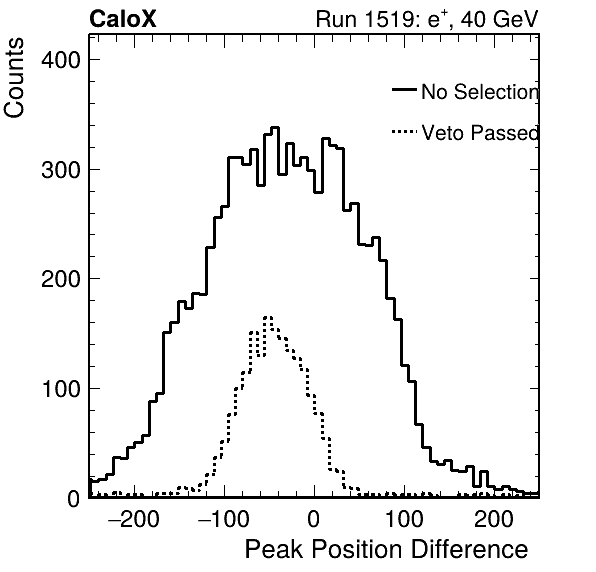 CaloX Run 1519: e⁺, 40 GeV
Counts
400
300
200
100
0
No Selection
Veto Passed
−200 −100 0 100 200
Peak Position Difference